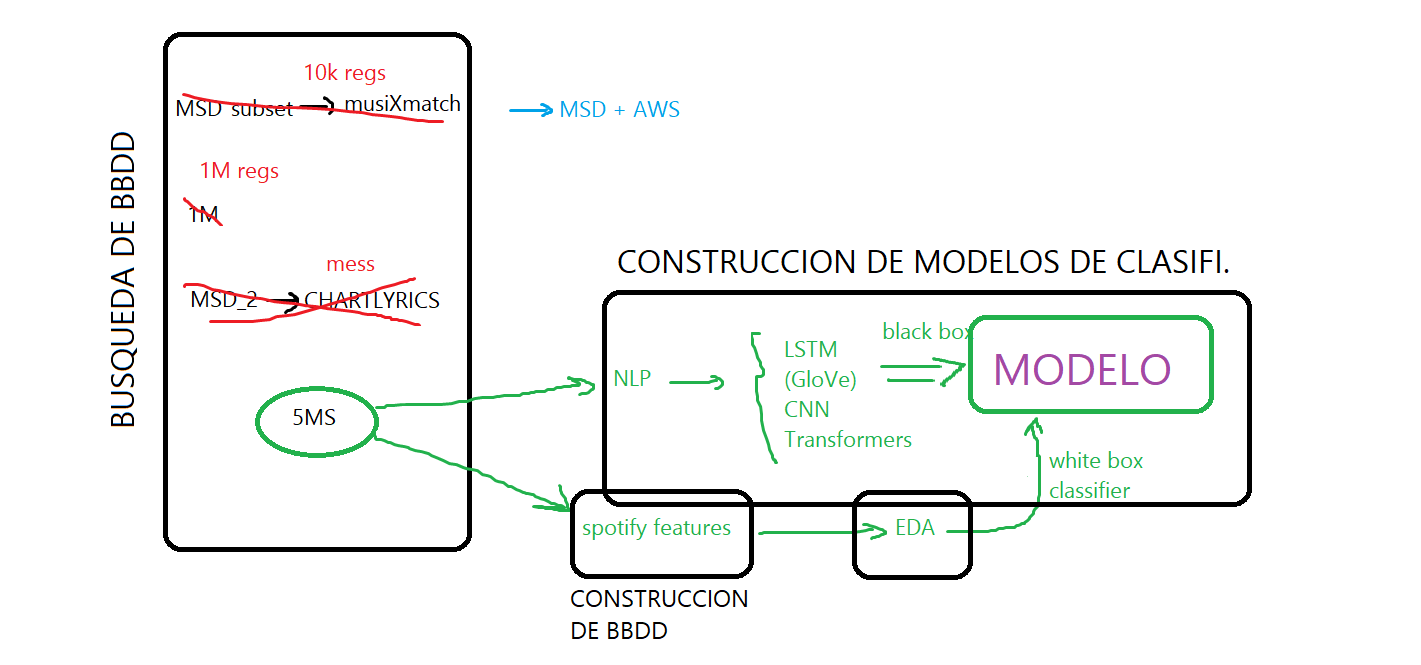 BUSQUEDA DE BBDD
10k regs
MSD subset musiXmatch
MSD + AWS
1M regs
1M
mess
MSD_2 CHARTLYRICS
5MS
CONSTRUCCION DE MODELOS DE CLASIFI.
NLP
LSTM
(GloVe)
CNN
Transformers
black box
MODELO
white box
classifier
spotify features
EDA
CONSTRUCCION
DE BBDD